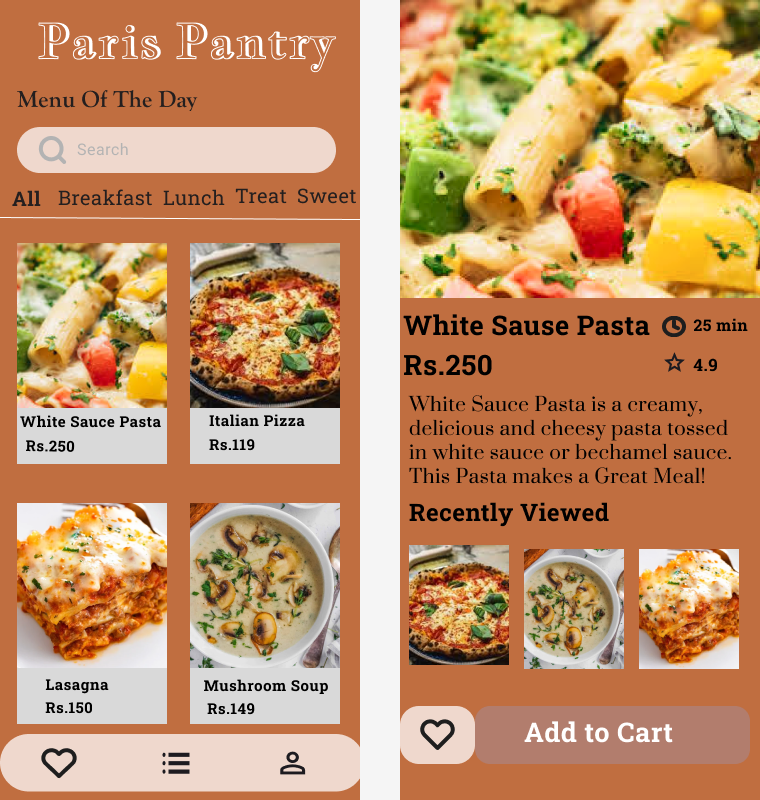 Paris Pantry
Menu Of The Day
Search
All Breakfast Lunch Treat Sweet
White Sauce Pasta
Rs.250
Italian Pizza
Rs.119
Lasagna
Rs.150
Mushroom Soup
Rs.149
White Sause Pasta
25 min
Rs.250
4.9
White Sauce Pasta is a creamy,
delicious and cheesy pasta tossed
in white sauce or bechamel sauce.
This Pasta makes a Great Meal!
Recently Viewed
Add to Cart